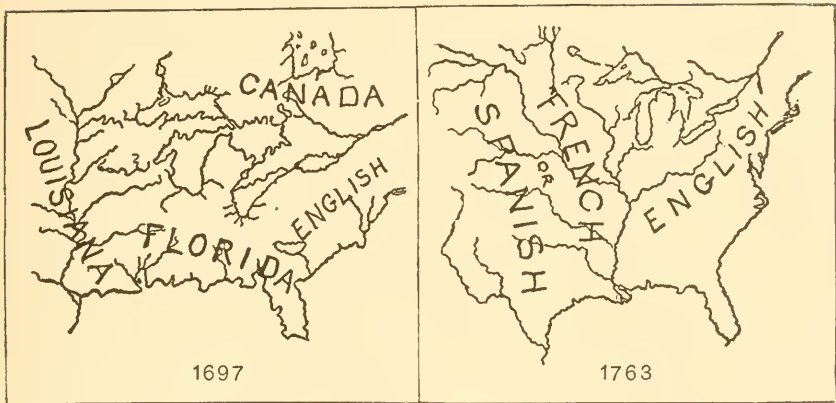 CANADA
LOUISIANA
ENGLISH
FLORIDA
1697
FRENCH
OR
SPANISH
ENGLISH
1763